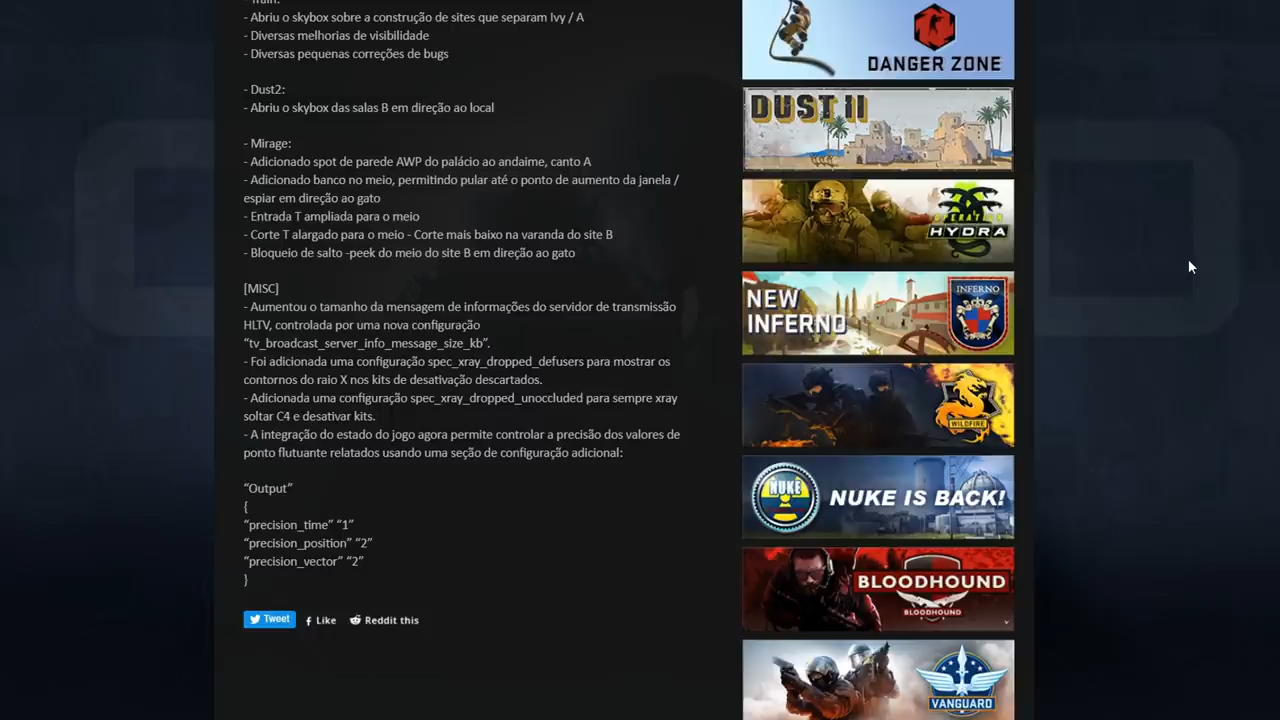 - Train:
- Abriu o skybox sobre a construção de sites que separam Ivy / A
- Diversas melhorias de visibilidade
- Diversas pequenas correções de bugs
- Dust2:
- Abriu o skybox das salas B em direção ao local
- Mirage:
- Adicionado spot de parede AWP do palácio ao andaime, canto A
- Adicionado banco no meio, permitindo pular até o ponto de aumento da janela /
espiar em direção ao gato
- Entrada T ampliada para o meio
- Corte T alargado para o meio - Corte mais baixo na varanda do site B
- Bloqueio de salto -peek do meio do site B em direção ao gato
[MISC]
- Aumentou o tamanho da mensagem de informações do servidor de transmissão
HLTV, controlada por uma nova configuração
“tv_broadcast_server_info_message_size_kb”.
- Foi adicionada uma configuração spec_xray_dropped_defusers para mostrar os
contornos do raio X nos kits de desativação descartados.
- Adicionada uma configuração spec_xray_dropped_unoccluded para sempre xray
soltar C4 e desativar kits.
- A integração do estado do jogo agora permite controlar a precisão dos valores de
ponto flutuante relatados usando uma seção de configuração adicional:
“Output”
{
“precision_time” “1”
“precision_position” “2”
“precision_vector” “2”
}
Tweet
Like
Reddit this
DANGER ZONE
DUST II
OPERATION
HYDRA
NEW
INFERNO
INFERNO
WILDFIRE
NUKE
NUKE IS BACK!
BLOODHOUND
BLOODHOUND
VANGUARD